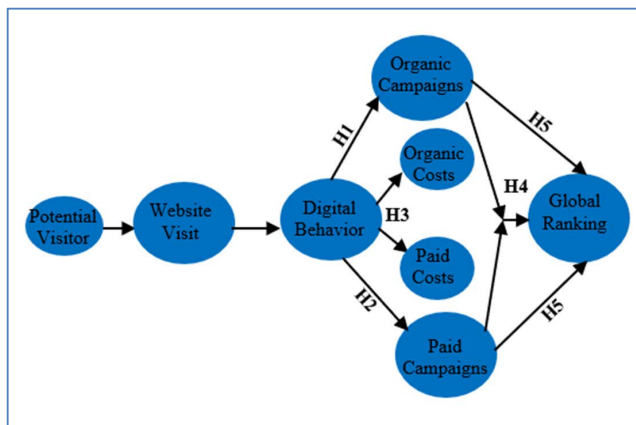 Potential
Visitor
Website
Visit
Digital
Behavior
H1
Organic
Campaigns
Organic
Costs
H3
Paid
Costs
H2
Paid
Campaigns
H5
H4
Global
Ranking
H5